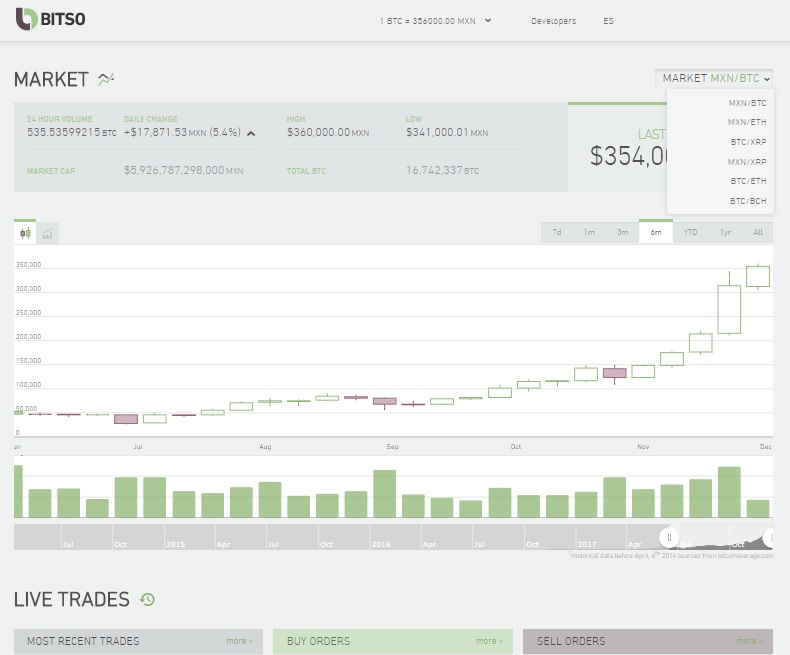 BITSO
1 BTC = 356000.00 MXN
Developers
ES
MARKET
MARKET MXN/BTC
MXN/BTC
MXN/ETH
BTC/XRP
MXN/XRP
BTC/ETH
BTC/BCH
24 HOUR VOLUME
535.53599215 BTC
DAILY CHANGE
+$17,871.53 MXN (5.4%)
HIGH
$360,000.00 MXN
LOW
$341,000.01 MXN
LAST
$354,0
MARKET CAP
$5,926,787,298,000 MXN
TOTAL BTC
16,742,337 BTC
7d 1m 3m 6m YTD 1yr All
350,000
300,000
250,000
200,000
150,000
100,000
50,000
0
un Jul Aug Sep Oct Nov Dec
Jul Oct 2015 Apr Jul Oct 2016 Apr Jul Oct 2017 Apr Jul Oct
*Historical data before April, 6th 2014 sourced from bitcoinaverage.com
LIVE TRADES
MOST RECENT TRADES more >
BUY ORDERS more >
SELL ORDERS more >